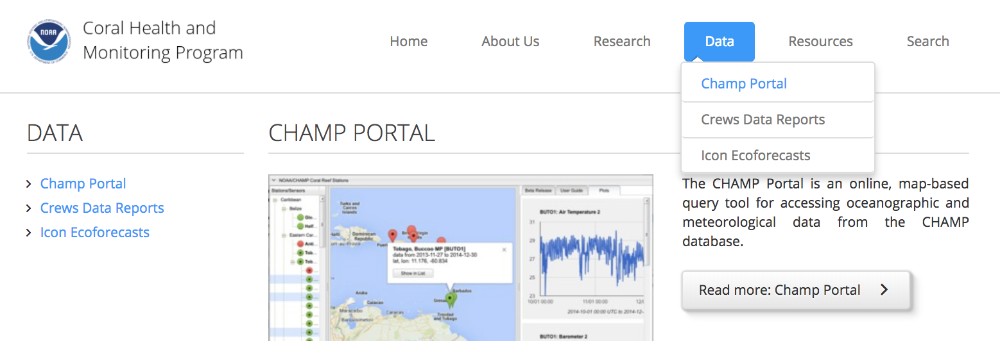 NOAA
Coral Health and
Monitoring Program
Home
About Us
Research
Data
Resources
Search
Champ Portal
Crews Data Reports
Icon Ecoforecasts
DATA
Champ Portal
Crews Data Reports
Icon Ecoforecasts
CHAMP PORTAL
NOAA/CHAMP Coral Reef Stations
Stations/Sensors
Caribbean
Belize
Glo...
Half...
Eastern Car...
Anti...
Tob...
Tob...
Turks and
Caicos
Islands
Haiti
Dominican
Republic
Port-au-Prince
Tobago, Buccoo MP [BUTO1]
data from 2013-11-27 to 2014-12-30
lat, lon: 11.176, -60.834
Show in List
Barbados
Aruba
Curacao
Trinidad
and Tobago
Maracaibo
Caracas
Barquisimeto
Beta Release
User Guide
Plots
BUTO1: Air Temperature 2
31
29
27
25
23
10/01 00:00
11/01 00:00
2014-10-01 00:00 UTC to 2014-12-
BUTO1: Barometer 2
The CHAMP Portal is an online, map-based
query tool for accessing oceanographic and
meteorological data from the CHAMP
database.
Read more: Champ Portal